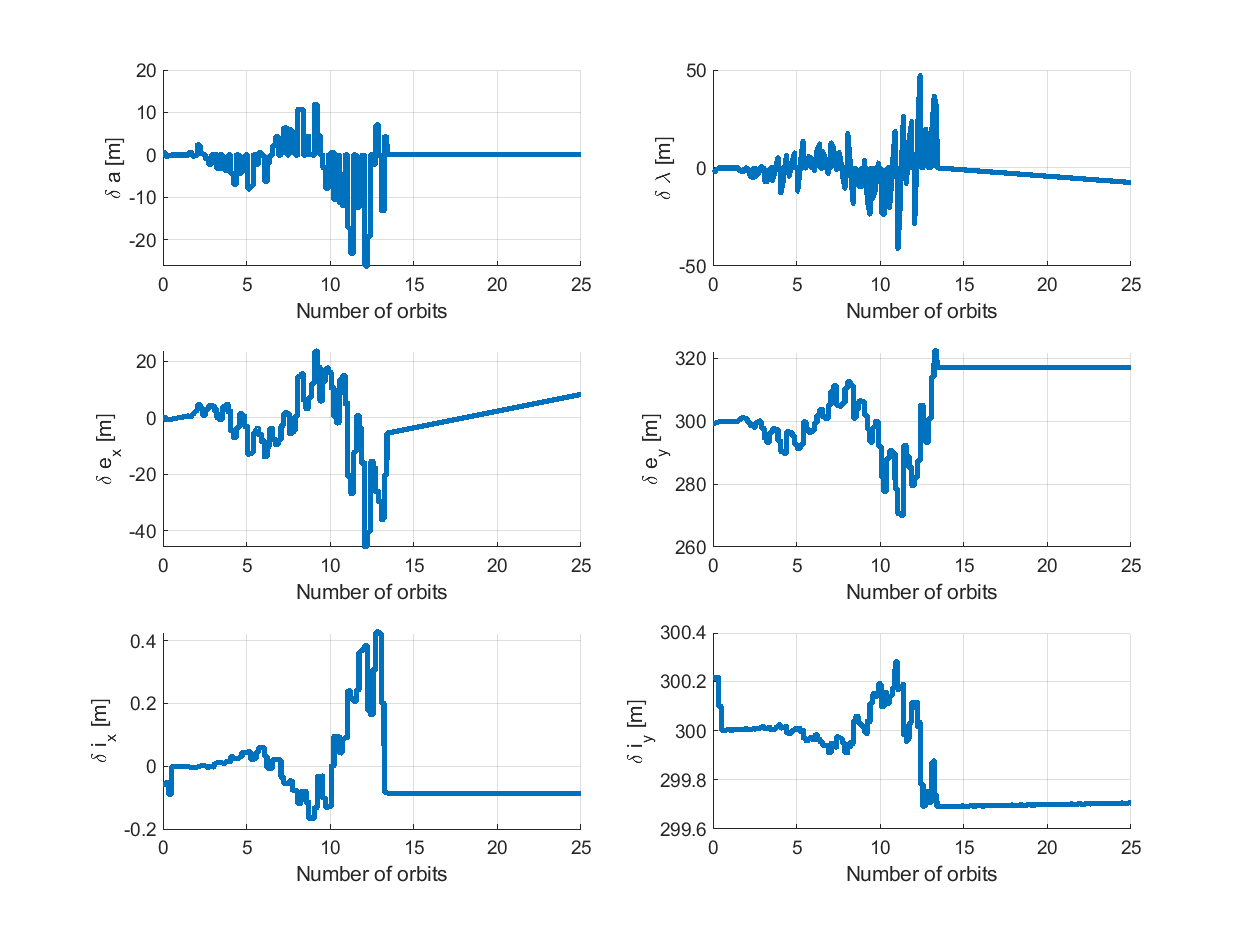 δ a [m]
20
10
0
-10
-20
0 5 10 15 20 25
Number of orbits
δ λ [m]
50
0
-50
0 5 10 15 20 25
Number of orbits
δ e_x [m]
20
0
-20
-40
0 5 10 15 20 25
Number of orbits
δ e_y [m]
320
300
280
260
0 5 10 15 20 25
Number of orbits
δ i_x [m]
0.4
0.2
0
-0.2
0 5 10 15 20 25
Number of orbits
δ i_y [m]
300.4
300.2
300
299.8
299.6
0 5 10 15 20 25
Number of orbits